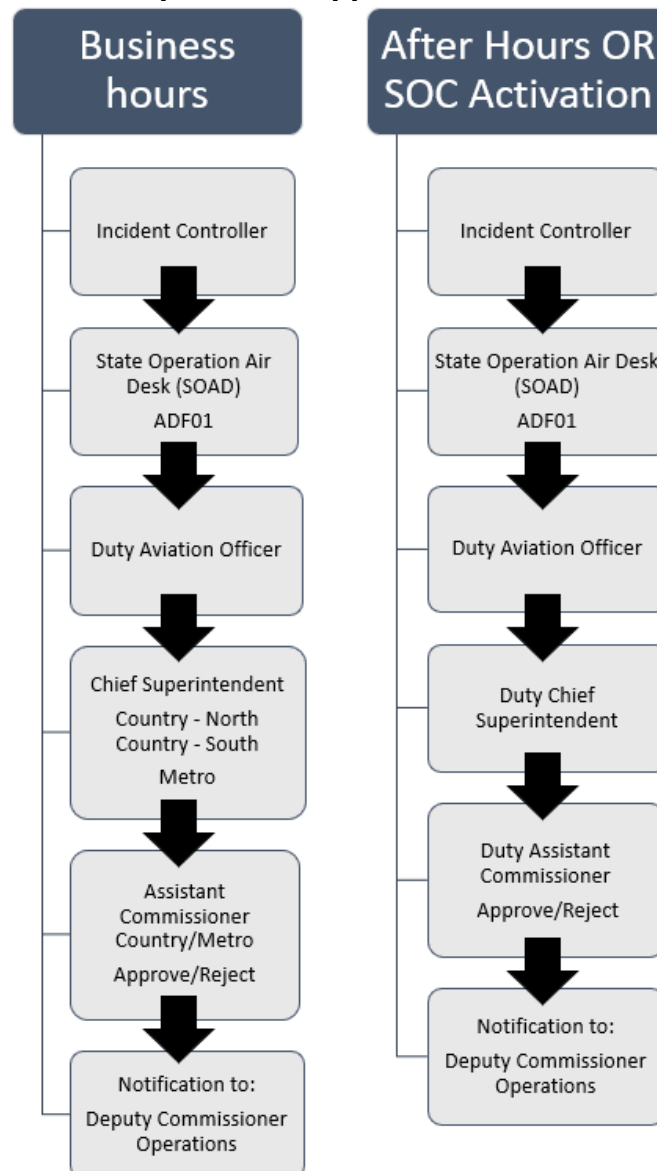 Business
hours
Incident Controller
State Operation Air
Desk (SOAD)
ADF01
Duty Aviation Officer
Chief Superintendent
Country - North
Country - South
Metro
Assistant
Commissioner
Country/Metro
Approve/Reject
Notification to:
Deputy Commissioner
Operations
After Hours OR
SOC Activation
Incident Controller
State Operation Air Desk
(SOAD)
ADF01
Duty Aviation Officer
Duty Chief
Superintendent
Duty Assistant
Commissioner
Approve/Reject
Notification to:
Deputy Commissioner
Operations